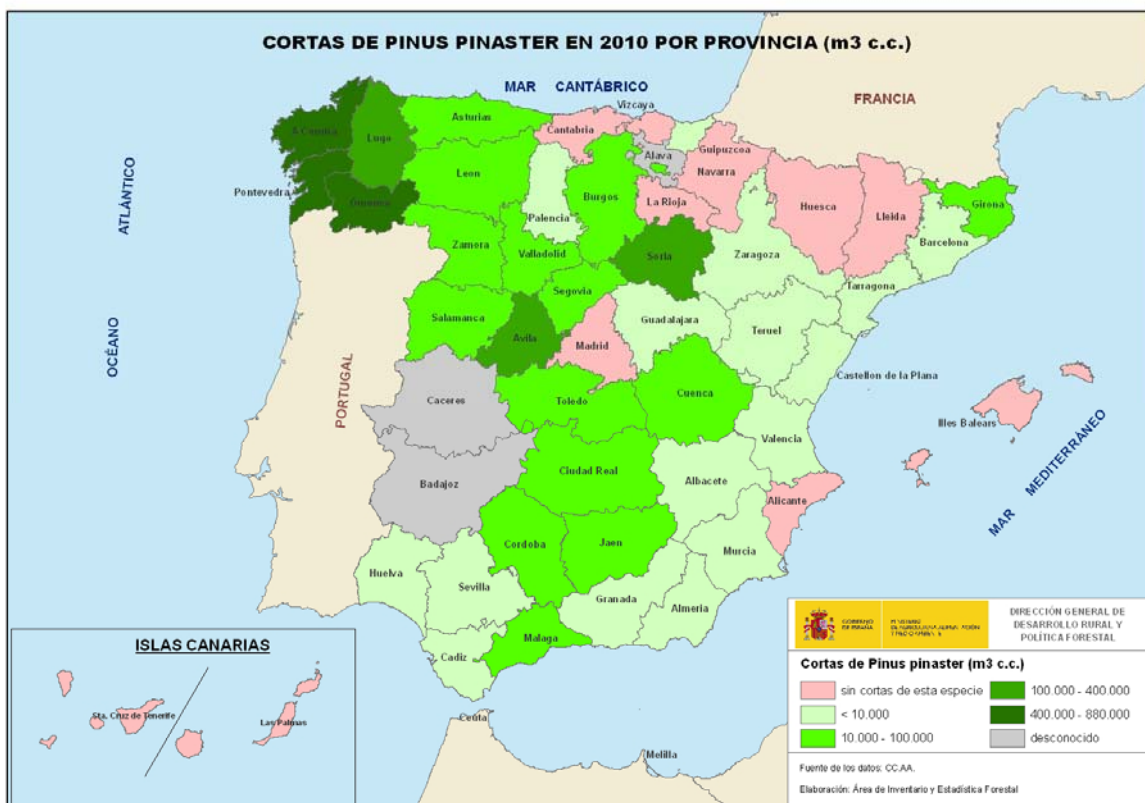 CORTAS DE PINUS PINASTER EN 2010 POR PROVINCIA (m3 c.c.)
MAR CANTÁBRICO
FRANCIA
Vizcaya
Asturias
Cantabria
Guipuzcoa
A Coruña
Lugo
Alava
Navarra
Leon
Burgos
La Rioja
Huesca
Lleida
Girona
Pontevedra
Ourense
Palencia
Barcelona
ATLÁNTICO
Zamora
Valladolid
Soria
Zaragoza
Tarragona
Segovia
Salamanca
Avila
Madrid
Guadalajara
Teruel
OCÉANO
PORTUGAL
Castellon de la Plana
Caceres
Toledo
Cuenca
Illes Balears
Valencia
MAR MEDITERRÁNEO
Badajoz
Ciudad Real
Albacete
Alicante
Cordoba
Jaen
Murcia
Huelva
Sevilla
Granada
Almeria
Malaga
Cadiz
Ceuta
Melilla
ISLAS CANARIAS
Sta. Cruz de Tenerife
Las Palmas
GOBIERNO
DE ESPAÑA
MINISTERIO
DIRECCIÓN GENERAL DE
DESARROLLO RURAL Y
POLÍTICA FORESTAL
Cortas de Pinus pinaster (m3 c.c.)
sin cortas de esta especie
100.000 - 400.000
< 10.000
400.000 - 880.000
10.000 - 100.000
desconocido
Fuente de los datos: CC.AA.
Elaboración: Área de Inventario y Estadística Forestal